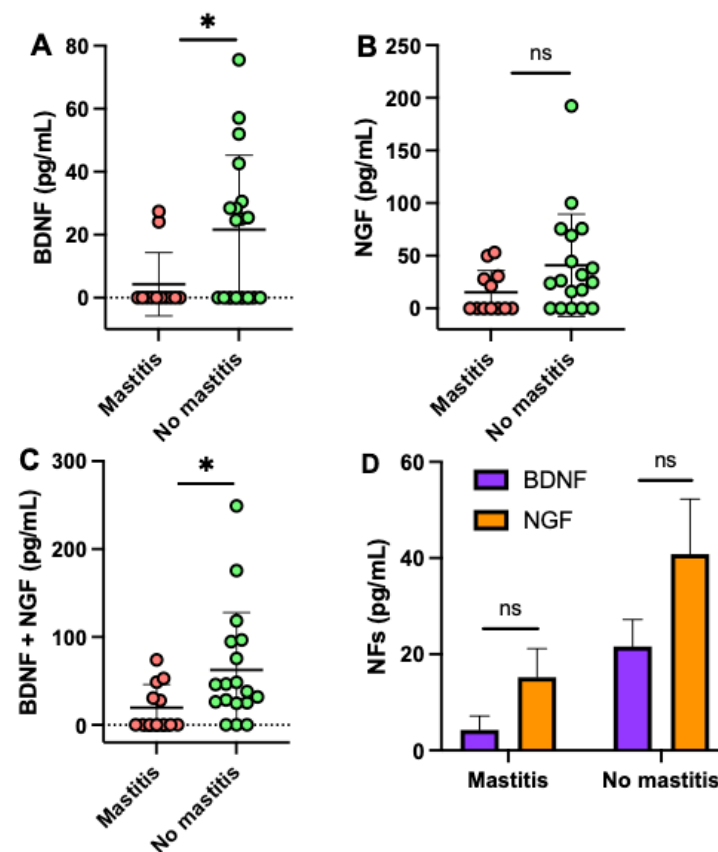 A
*
BDNF (pg/mL)
80
60
40
20
0
Mastitis
No mastitis
B
ns
NGF (pg/mL)
250
200
150
100
50
0
Mastitis
No mastitis
C
*
BDNF + NGF (pg/mL)
300
200
100
0
Mastitis
No mastitis
D
BDNF
NGF
ns
ns
NFs (pg/mL)
60
40
20
0
Mastitis
No mastitis